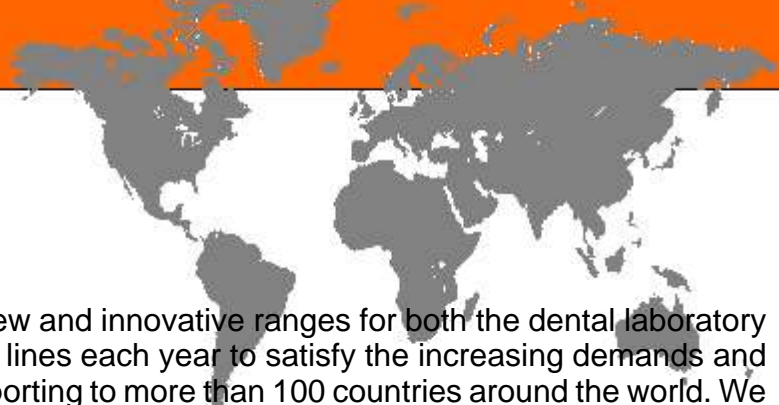 ew and innovative ranges for both the dental laboratory
lines each year to satisfy the increasing demands and
porting to more than 100 countries around the world. We